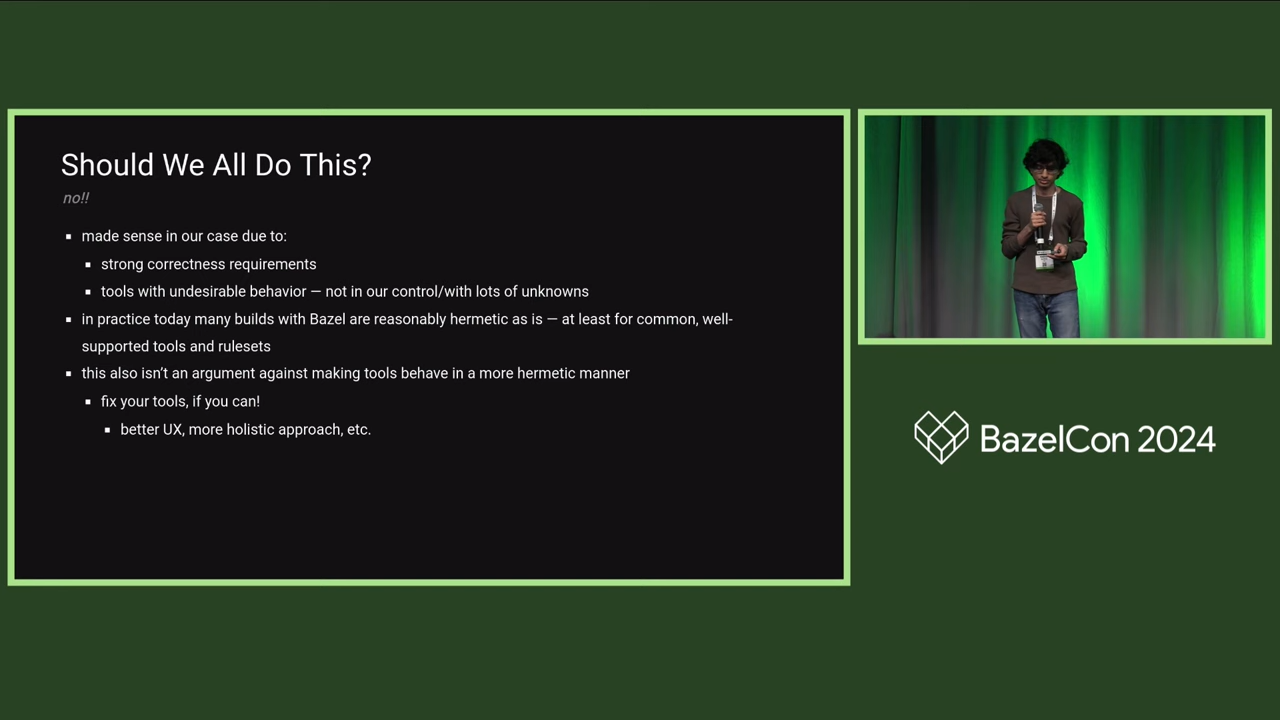 Should We All Do This?
no!!
made sense in our case due to:
strong correctness requirements
tools with undesirable behavior — not in our control/with lots of unknowns
in practice today many builds with Bazel are reasonably hermetic as is — at least for common, well-
supported tools and rulesets
this also isn’t an argument against making tools behave in a more hermetic manner
fix your tools, if you can!
better UX, more holistic approach, etc.
BazelCon 2024